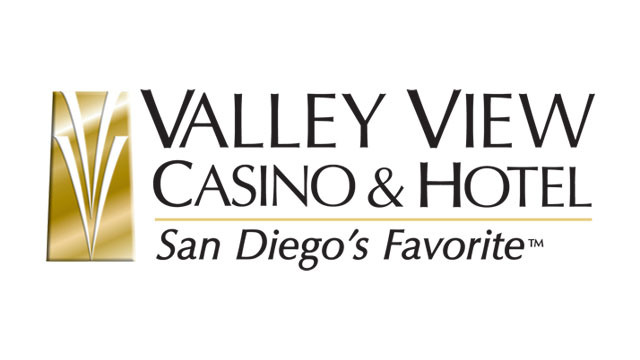 VALLEY VIEW
CASINO & HOTEL
San Diego's Favorite™